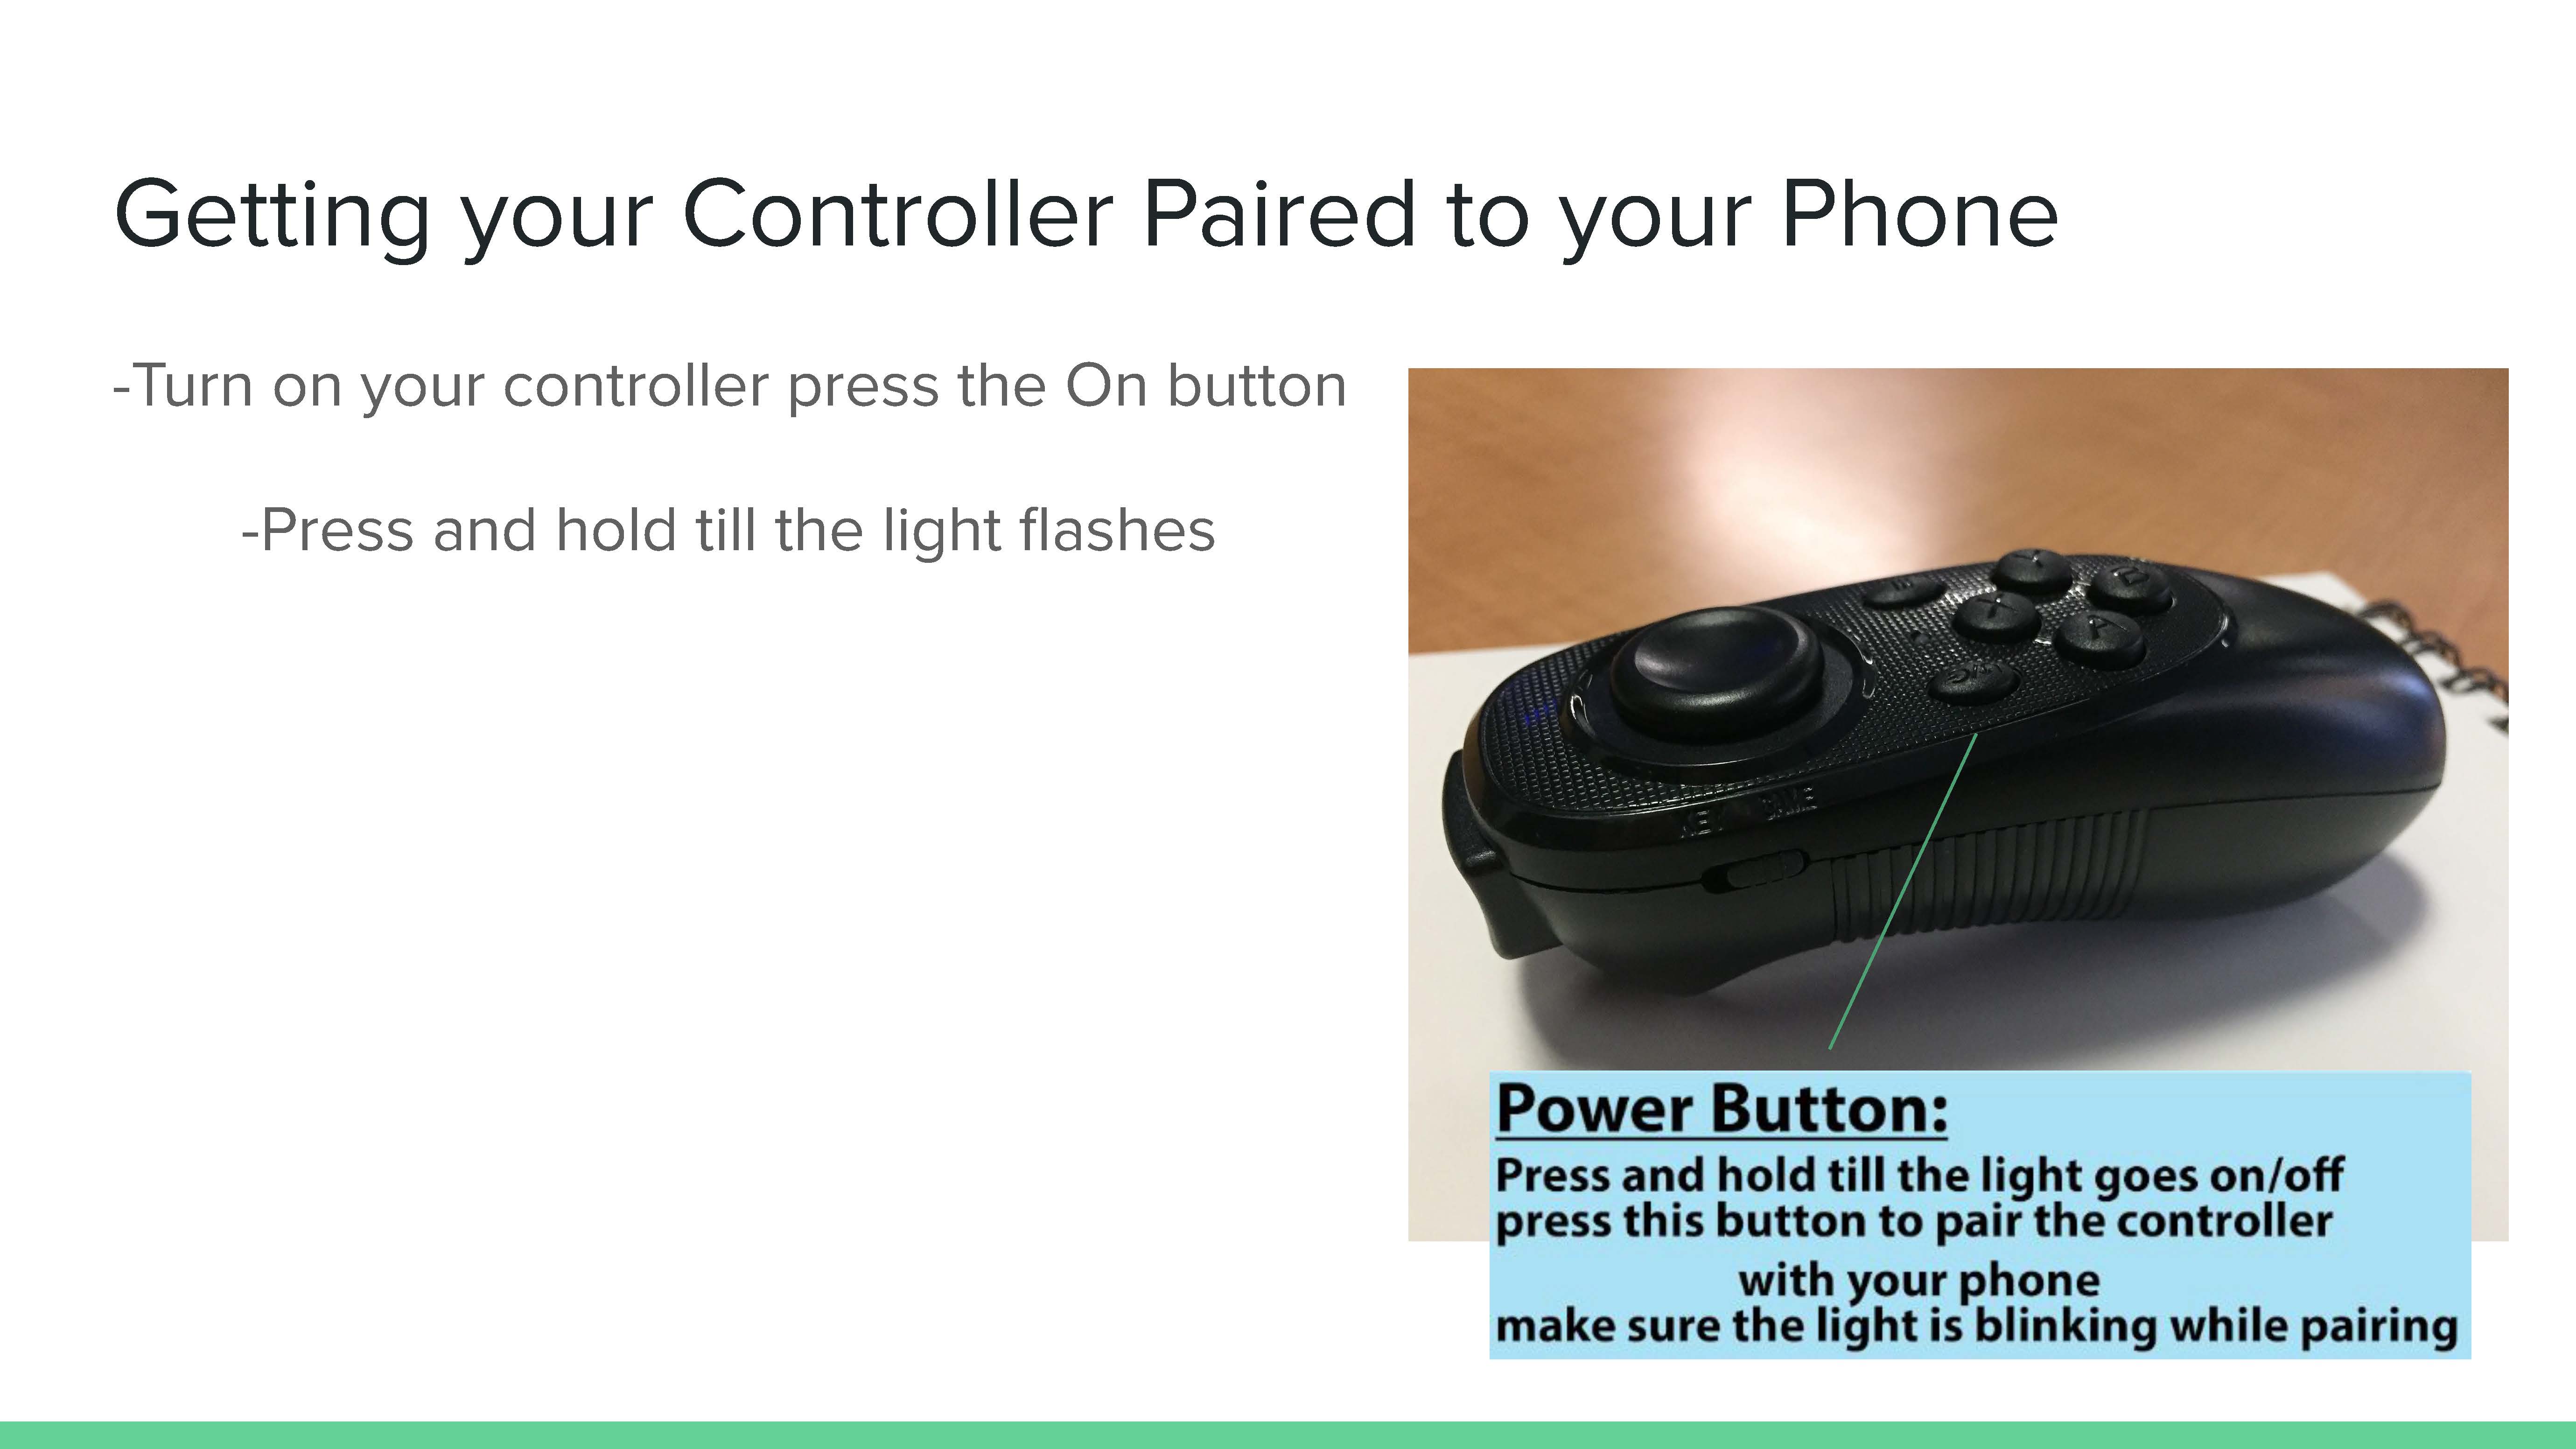 Getting your Controller Paired to your Phone
-Turn on your controller press the On button
-Press and hold till the light flashes
X
A
GAME
Power Button:
Press and hold till the light goes on/off
press this button to pair the controller
with your phone
make sure the light is blinking while pairing